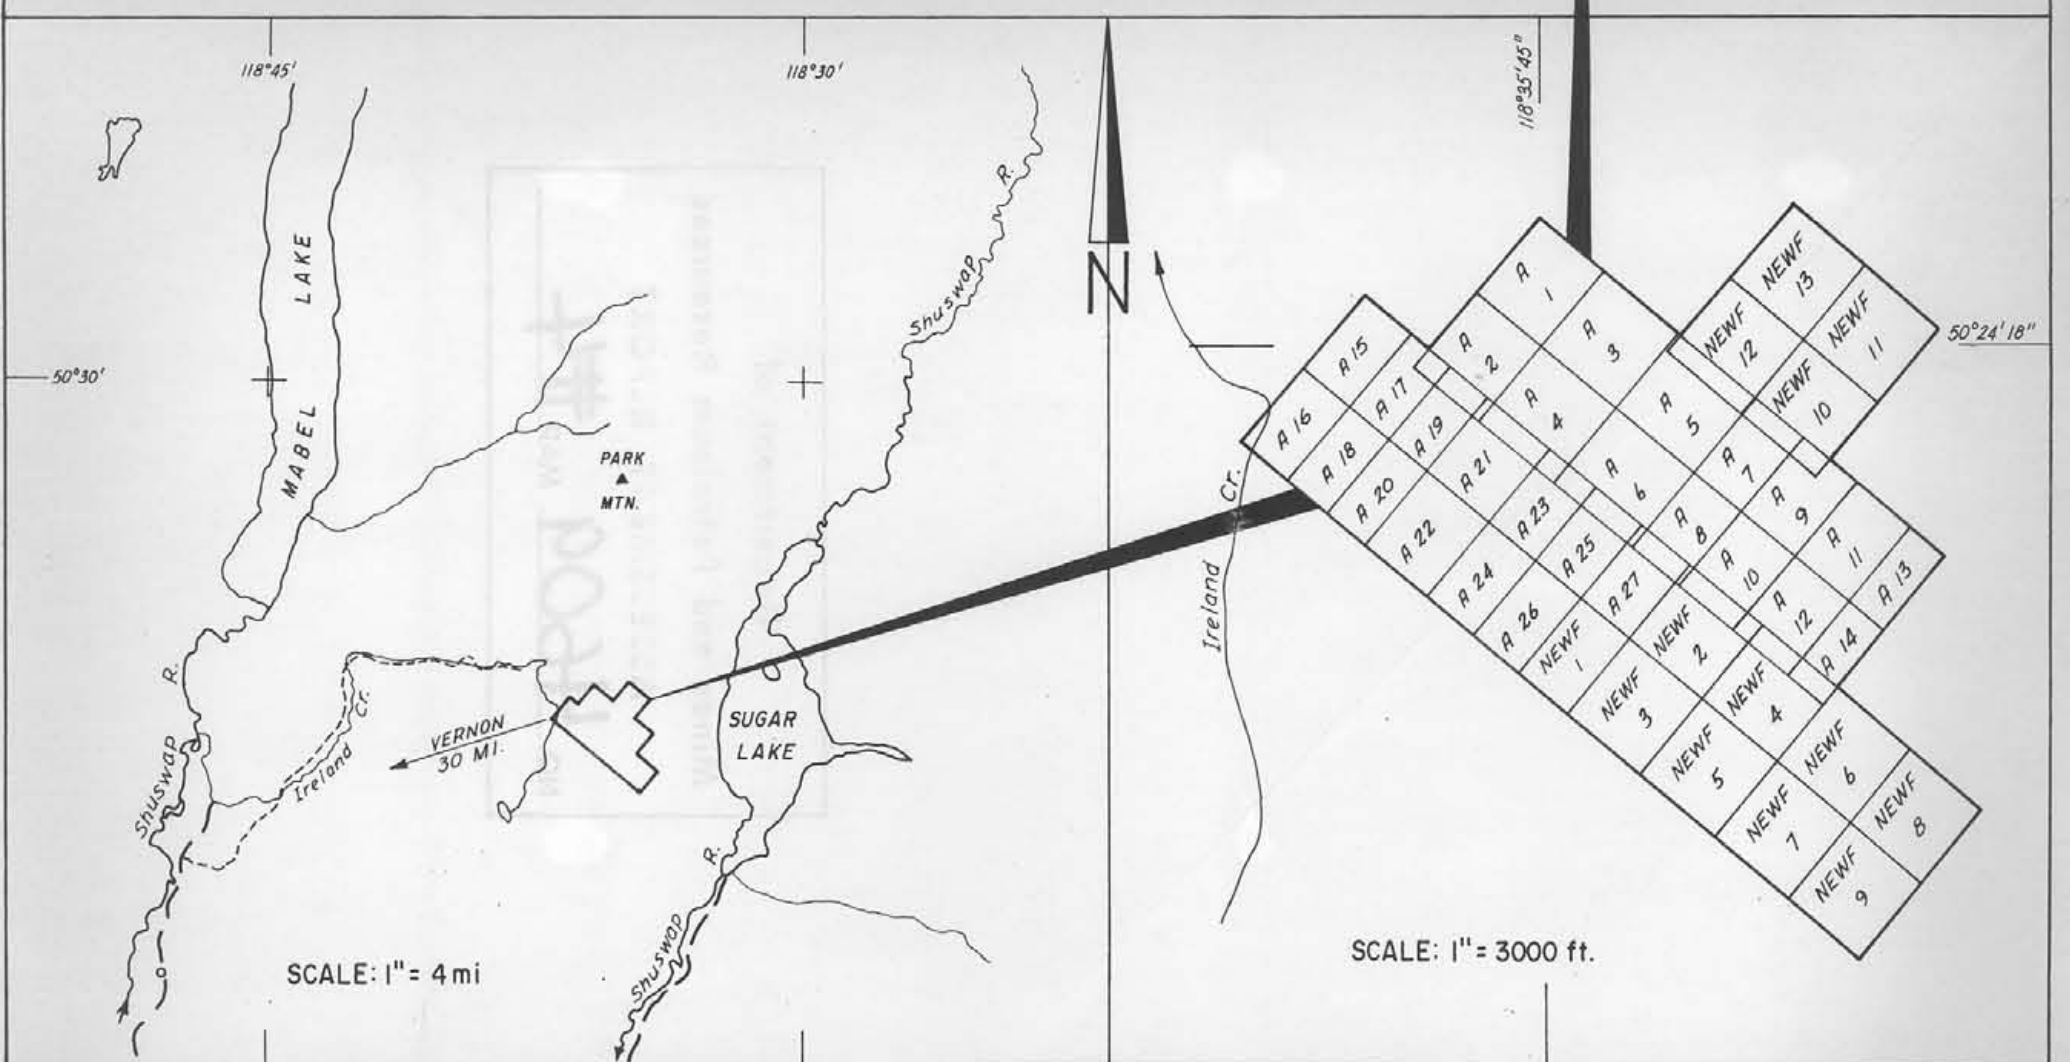 118°45'
118°30'
118°35'45"
50°30'
50°24'18"
MABEL LAKE
PARK
MTN.
Shuswap R.
Shuswap R.
Shuswap R.
SUGAR
LAKE
VERNON
30 MI.
Ireland Cr.
SCALE: 1" = 4 mi
N
Ireland Cr.
A 1
A 2
A 3
A 4
A 5
A 6
A 7
A 8
A 9
A 10
A 11
A 12
A 13
A 14
A 15
A 16
A 17
A 18
A 19
A 20
A 21
A 22
A 23
A 24
A 25
A 26
A 27
NEWF 1
NEWF 2
NEWF 3
NEWF 4
NEWF 5
NEWF 6
NEWF 7
NEWF 8
NEWF 9
NEWF 10
NEWF 11
NEWF 12
NEWF 13
SCALE: 1" = 3000 ft.